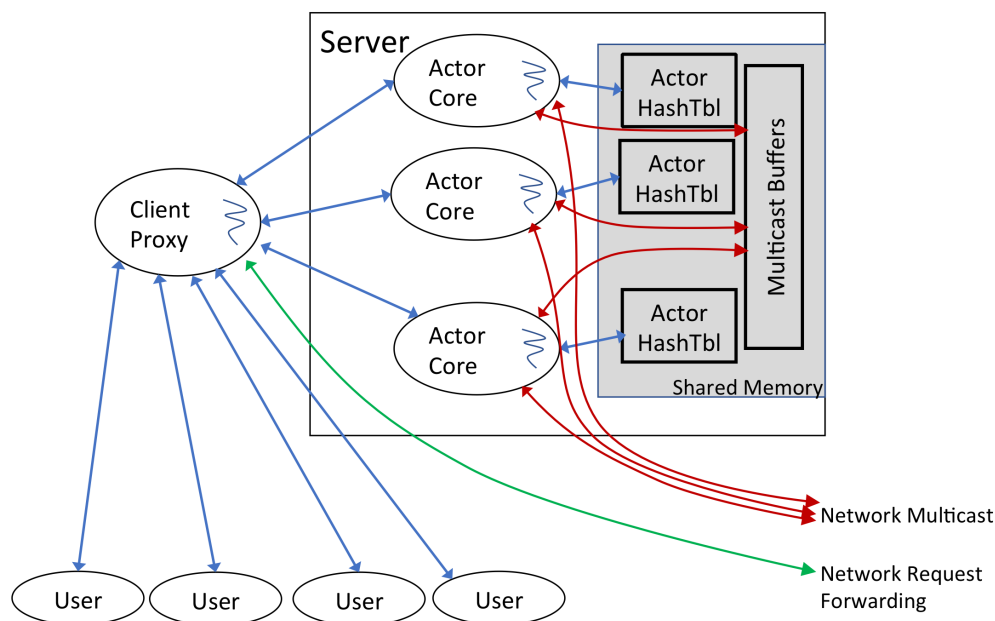 Server
Actor
Core
Actor
HashTbl
Actor
Core
Actor
HashTbl
Multicast Buffers
Client
Proxy
Actor
Core
Actor
HashTbl
Shared Memory
Network Multicast
Network Request
Forwarding
User
User
User
User